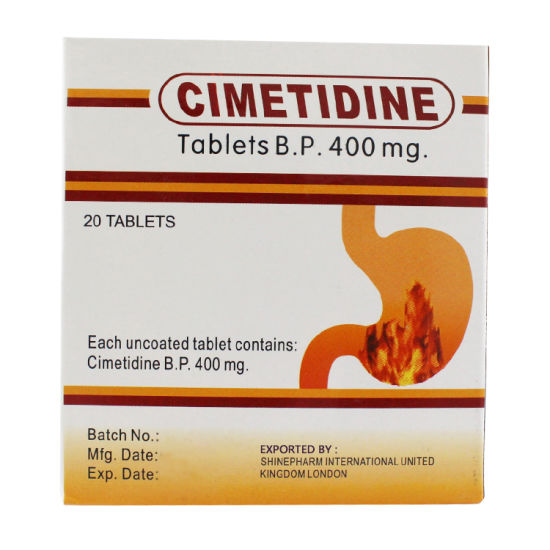 CIMETIDINE
Tablets B.P. 400 mg.
20 TABLETS
Each uncoated tablet contains:
Cimetidine B.P. 400 mg.
Batch No.:
Mfg. Date:
Exp. Date:
EXPORTED BY :
SHINEPHARM INTERNATIONAL UNITED
KINGDOM LONDON